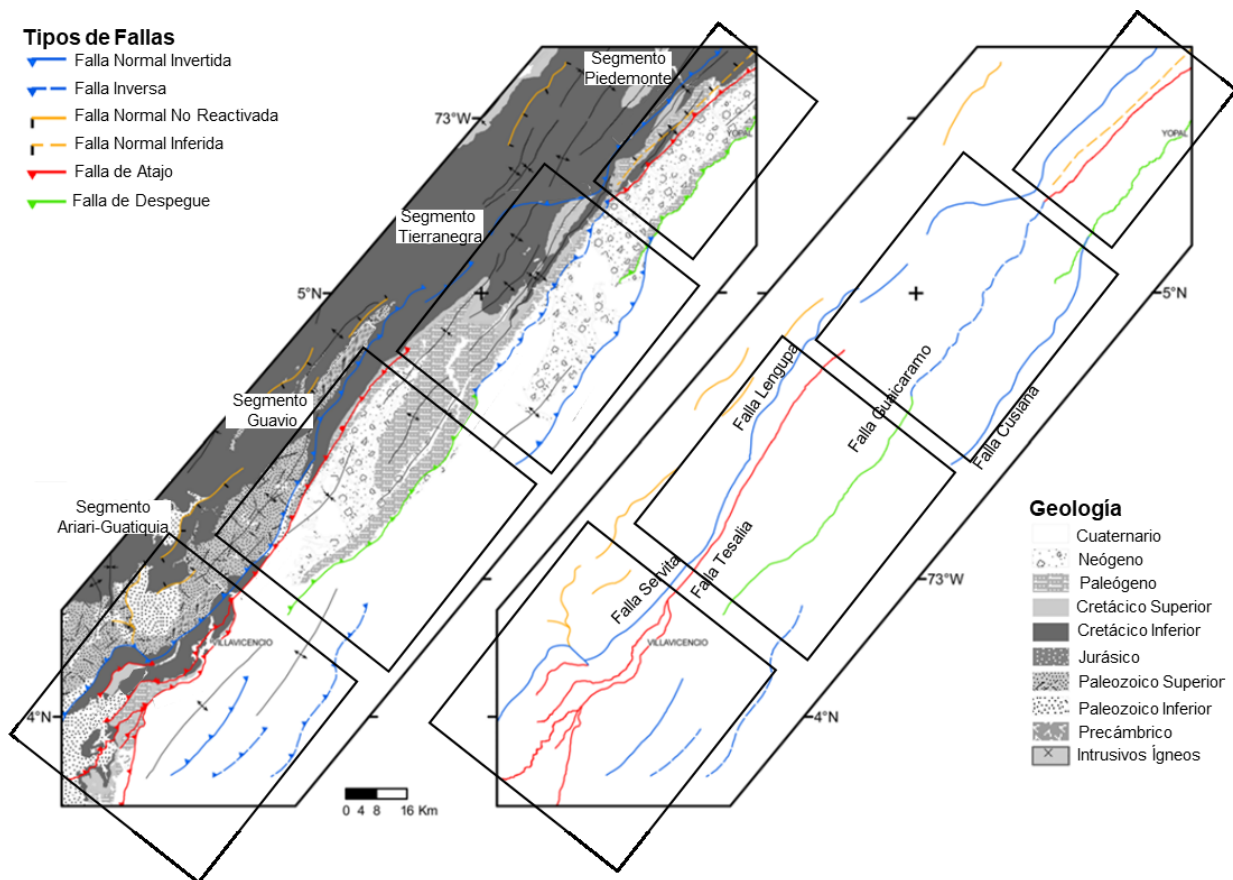 Tipos de Fallas
Falla Normal Invertida
Falla Inversa
Falla Normal No Reactivada
Falla Normal Inferida
Falla de Atajo
Falla de Despegue
Segmento
Piedemonte
73°W
Segmento
Tierranegra
5°N
Segmento
Guavio
Segmento
Ariari-Guatiquia
VILLAVICENCIO
4°N
0 4 8 16 Km
YOPAL
5°N
Falla Lengupa
Falla Guaicaramo
Falla Cusiana
Falla Servita
Falla Tesalia
VILLAVICENCIO
73°W
4°N
Geología
Cuaternario
Neógeno
Paleógeno
Cretácico Superior
Cretácico Inferior
Jurásico
Paleozoico Superior
Paleozoico Inferior
Precámbrico
Intrusivos Ígneos